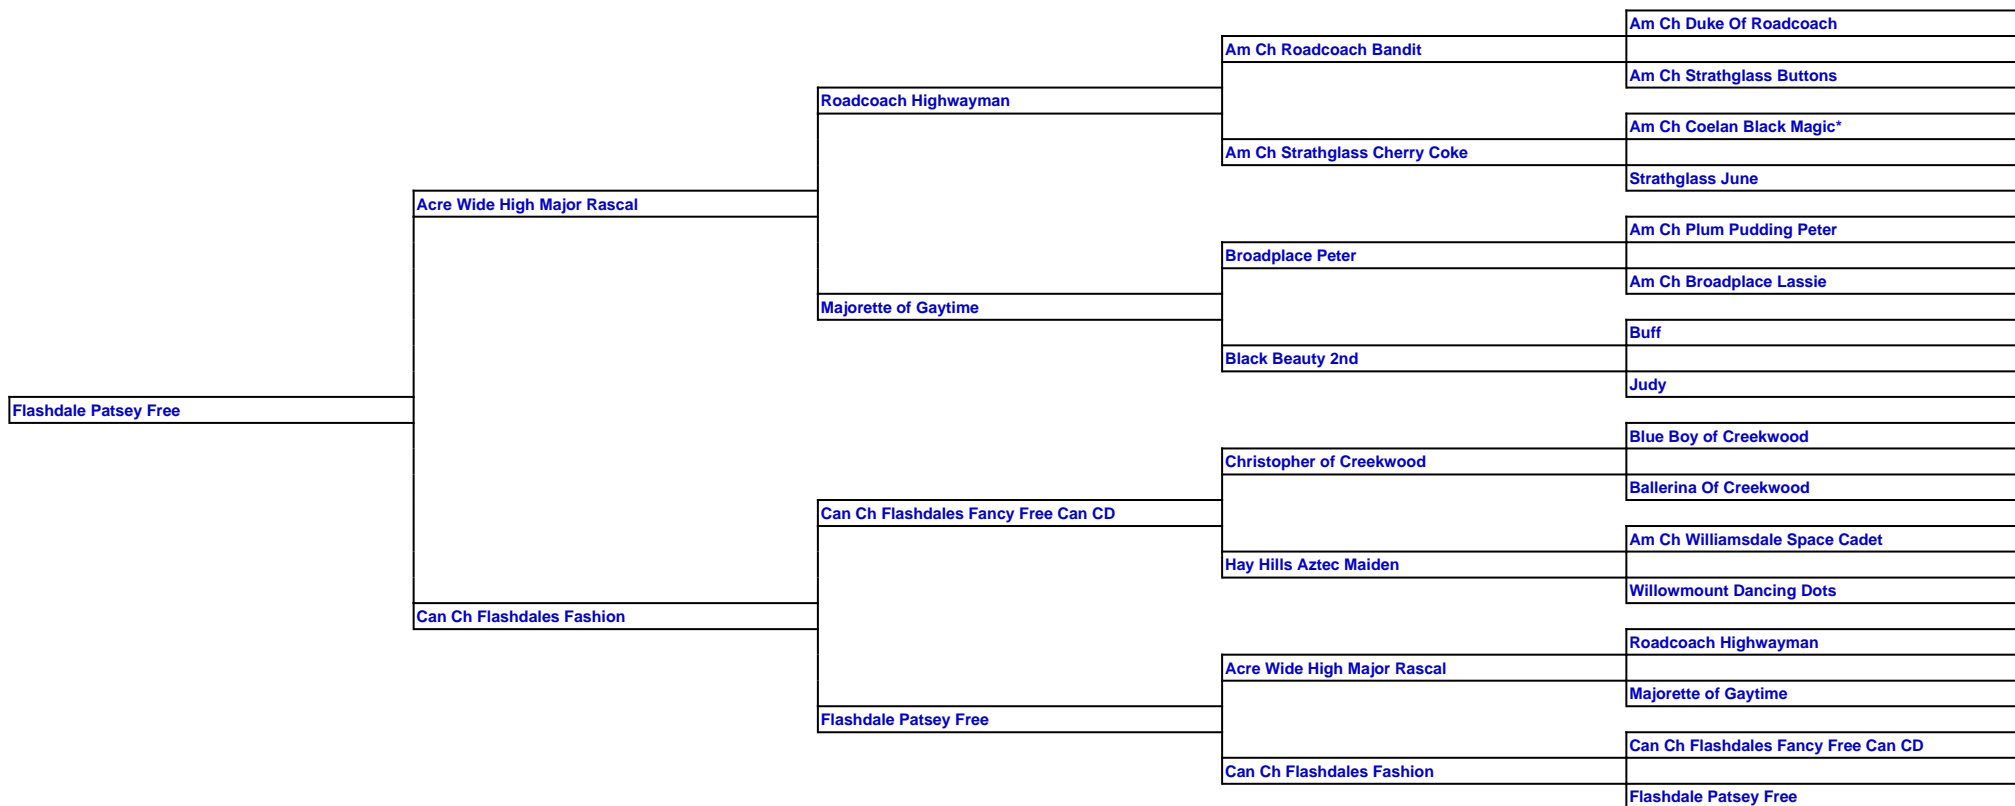 Am Ch Duke Of Roadcoach
Am Ch Roadcoach Bandit
Am Ch Strathglass Buttons
Roadcoach Highwayman
Am Ch Coelan Black Magic*
Am Ch Strathglass Cherry Coke
Strathglass June
Acre Wide High Major Rascal
Am Ch Plum Pudding Peter
Broadplace Peter
Am Ch Broadplace Lassie
Majorette of Gaytime
Buff
Black Beauty 2nd
Judy
Flashdale Patsey Free
Blue Boy of Creekwood
Christopher of Creekwood
Ballerina Of Creekwood
Can Ch Flashdales Fancy Free Can CD
Am Ch Williamsdale Space Cadet
Hay Hills Aztec Maiden
Willowmount Dancing Dots
Can Ch Flashdales Fashion
Roadcoach Highwayman
Acre Wide High Major Rascal
Majorette of Gaytime
Flashdale Patsey Free
Can Ch Flashdales Fancy Free Can CD
Can Ch Flashdales Fashion
Flashdale Patsey Free